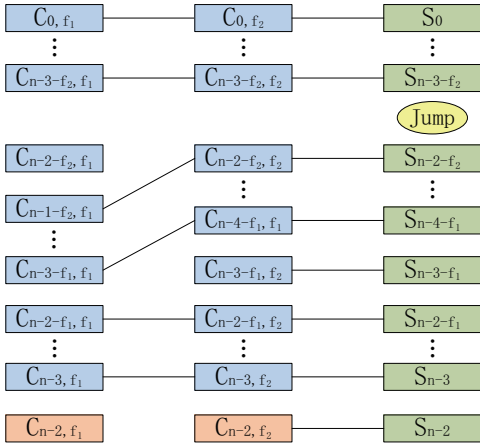 C0,f1 C0,f2 S0
⋮ ⋮ ⋮
Cn-3-f2,f1 Cn-3-f2,f2 Sn-3-f2
Jump
Cn-2-f2,f1 Cn-2-f2,f2 Sn-2-f2
⋮ ⋮
Cn-1-f2,f1 Cn-4-f1,f2 Sn-4-f1
⋮
Cn-3-f1,f1 Cn-3-f1,f2 Sn-3-f1
Cn-2-f1,f1 Cn-2-f1,f2 Sn-2-f1
⋮ ⋮ ⋮
Cn-3,f1 Cn-3,f2 Sn-3
Cn-2,f1 Cn-2,f2 Sn-2